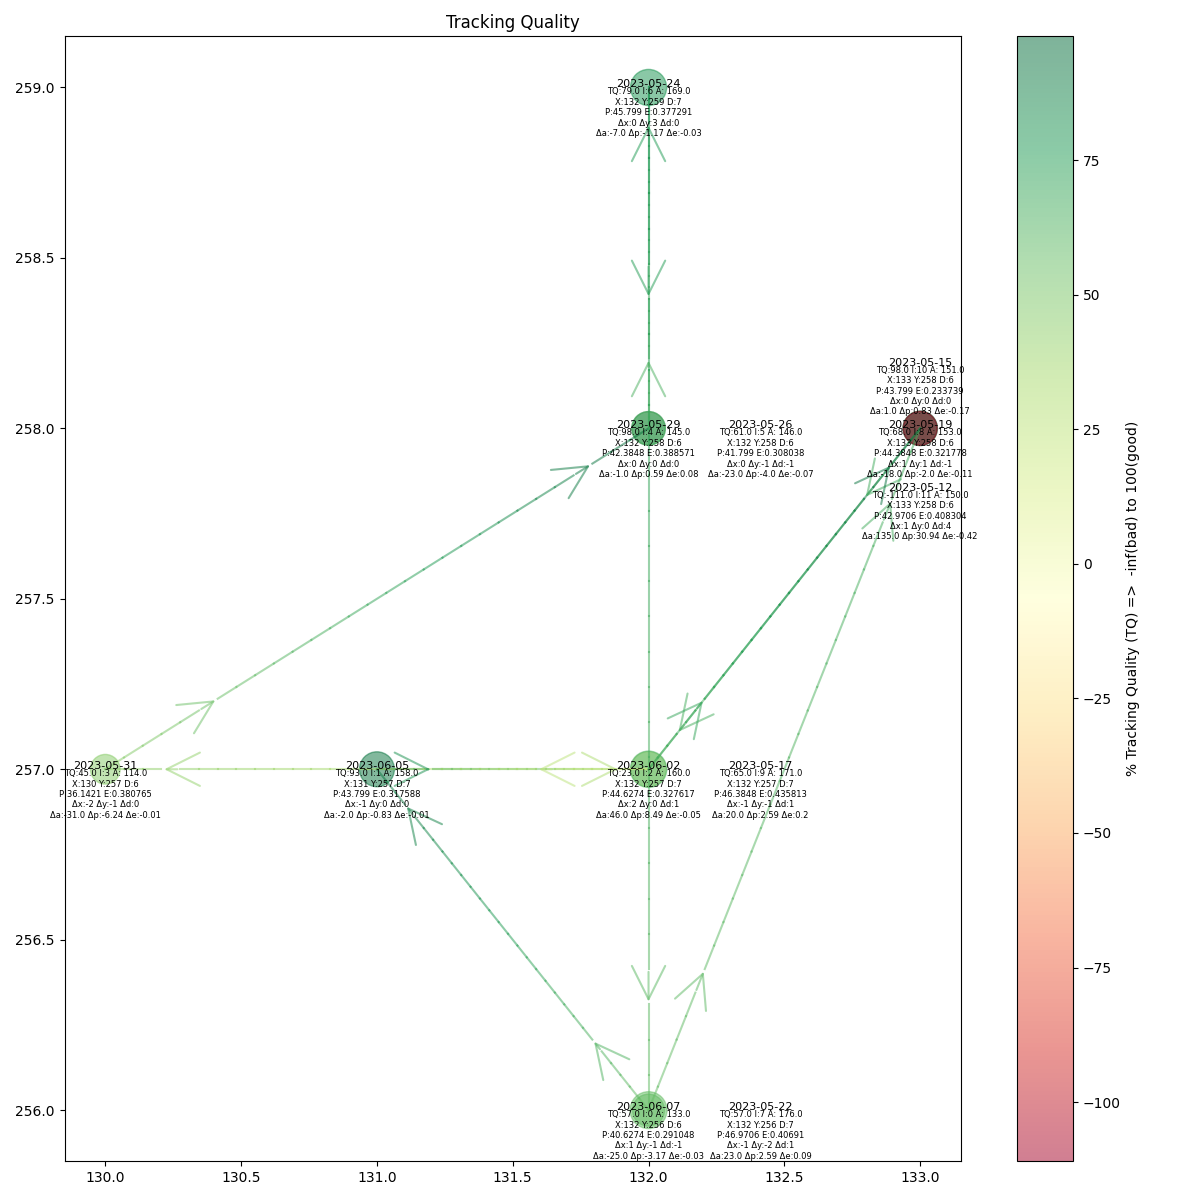 Tracking Quality
259.0
258.5
258.0
257.5
257.0
256.5
256.0
130.0
130.5
131.0
131.5
132.0
132.5
133.0
2023-05-24
TQ:79.0 I:6 A: 169.0
X:132 Y:259 D:7
P:45.799 E:0.377291
Δx:0 Δy:3 Δd:0
Δa:-7.0 Δp:-1.17 Δe:-0.03
2023-05-15
TQ:98.0 I:10 A: 151.0
X:133 Y:258 D:6
P:43.799 E:0.233739
Δx:0 Δy:0 Δd:0
Δa:1.0 Δp:0.83 Δe:-0.17
2023-05-29
TQ:98.0 I:4 A: 145.0
X:132 Y:258 D:6
P:42.3848 E:0.388571
Δx:0 Δy:0 Δd:0
Δa:-1.0 Δp:0.59 Δe:0.08
2023-05-26
TQ:61.0 I:5 A: 146.0
X:132 Y:258 D:6
P:41.799 E:0.308038
Δx:0 Δy:-1 Δd:-1
Δa:-23.0 Δp:-4.0 Δe:-0.07
2023-05-19
TQ:68.0 I:8 A: 153.0
X:133 Y:258 D:6
P:44.3848 E:0.321778
Δx:1 Δy:1 Δd:-1
Δa:-18.0 Δp:-2.0 Δe:-0.11
2023-05-12
TQ:-111.0 I:11 A: 150.0
X:133 Y:258 D:6
P:42.9706 E:0.408304
Δx:1 Δy:0 Δd:4
Δa:135.0 Δp:30.94 Δe:-0.42
2023-05-31
TQ:45.0 I:3 A: 114.0
X:130 Y:257 D:6
P:36.1421 E:0.380765
Δx:-2 Δy:-1 Δd:0
Δa:-31.0 Δp:-6.24 Δe:-0.01
2023-06-05
TQ:93.0 I:1 A: 158.0
X:131 Y:257 D:7
P:43.799 E:0.317588
Δx:-1 Δy:0 Δd:0
Δa:-2.0 Δp:-0.83 Δe:-0.01
2023-06-02
TQ:23.0 I:2 A: 160.0
X:132 Y:257 D:7
P:44.6274 E:0.327617
Δx:2 Δy:0 Δd:1
Δa:46.0 Δp:8.49 Δe:-0.05
2023-05-17
TQ:65.0 I:9 A: 171.0
X:132 Y:257 D:7
P:46.3848 E:0.435813
Δx:-1 Δy:-1 Δd:1
Δa:20.0 Δp:2.59 Δe:0.2
2023-06-07
TQ:57.0 I:0 A: 133.0
X:132 Y:256 D:6
P:40.6274 E:0.291048
Δx:1 Δy:-1 Δd:-1
Δa:-25.0 Δp:-3.17 Δe:-0.03
2023-05-22
TQ:57.0 I:7 A: 176.0
X:132 Y:256 D:7
P:46.9706 E:0.40691
Δx:-1 Δy:-2 Δd:1
Δa:23.0 Δp:2.59 Δe:0.09
75
50
25
0
−25
−50
−75
−100
% Tracking Quality (TQ) => -inf(bad) to 100(good)